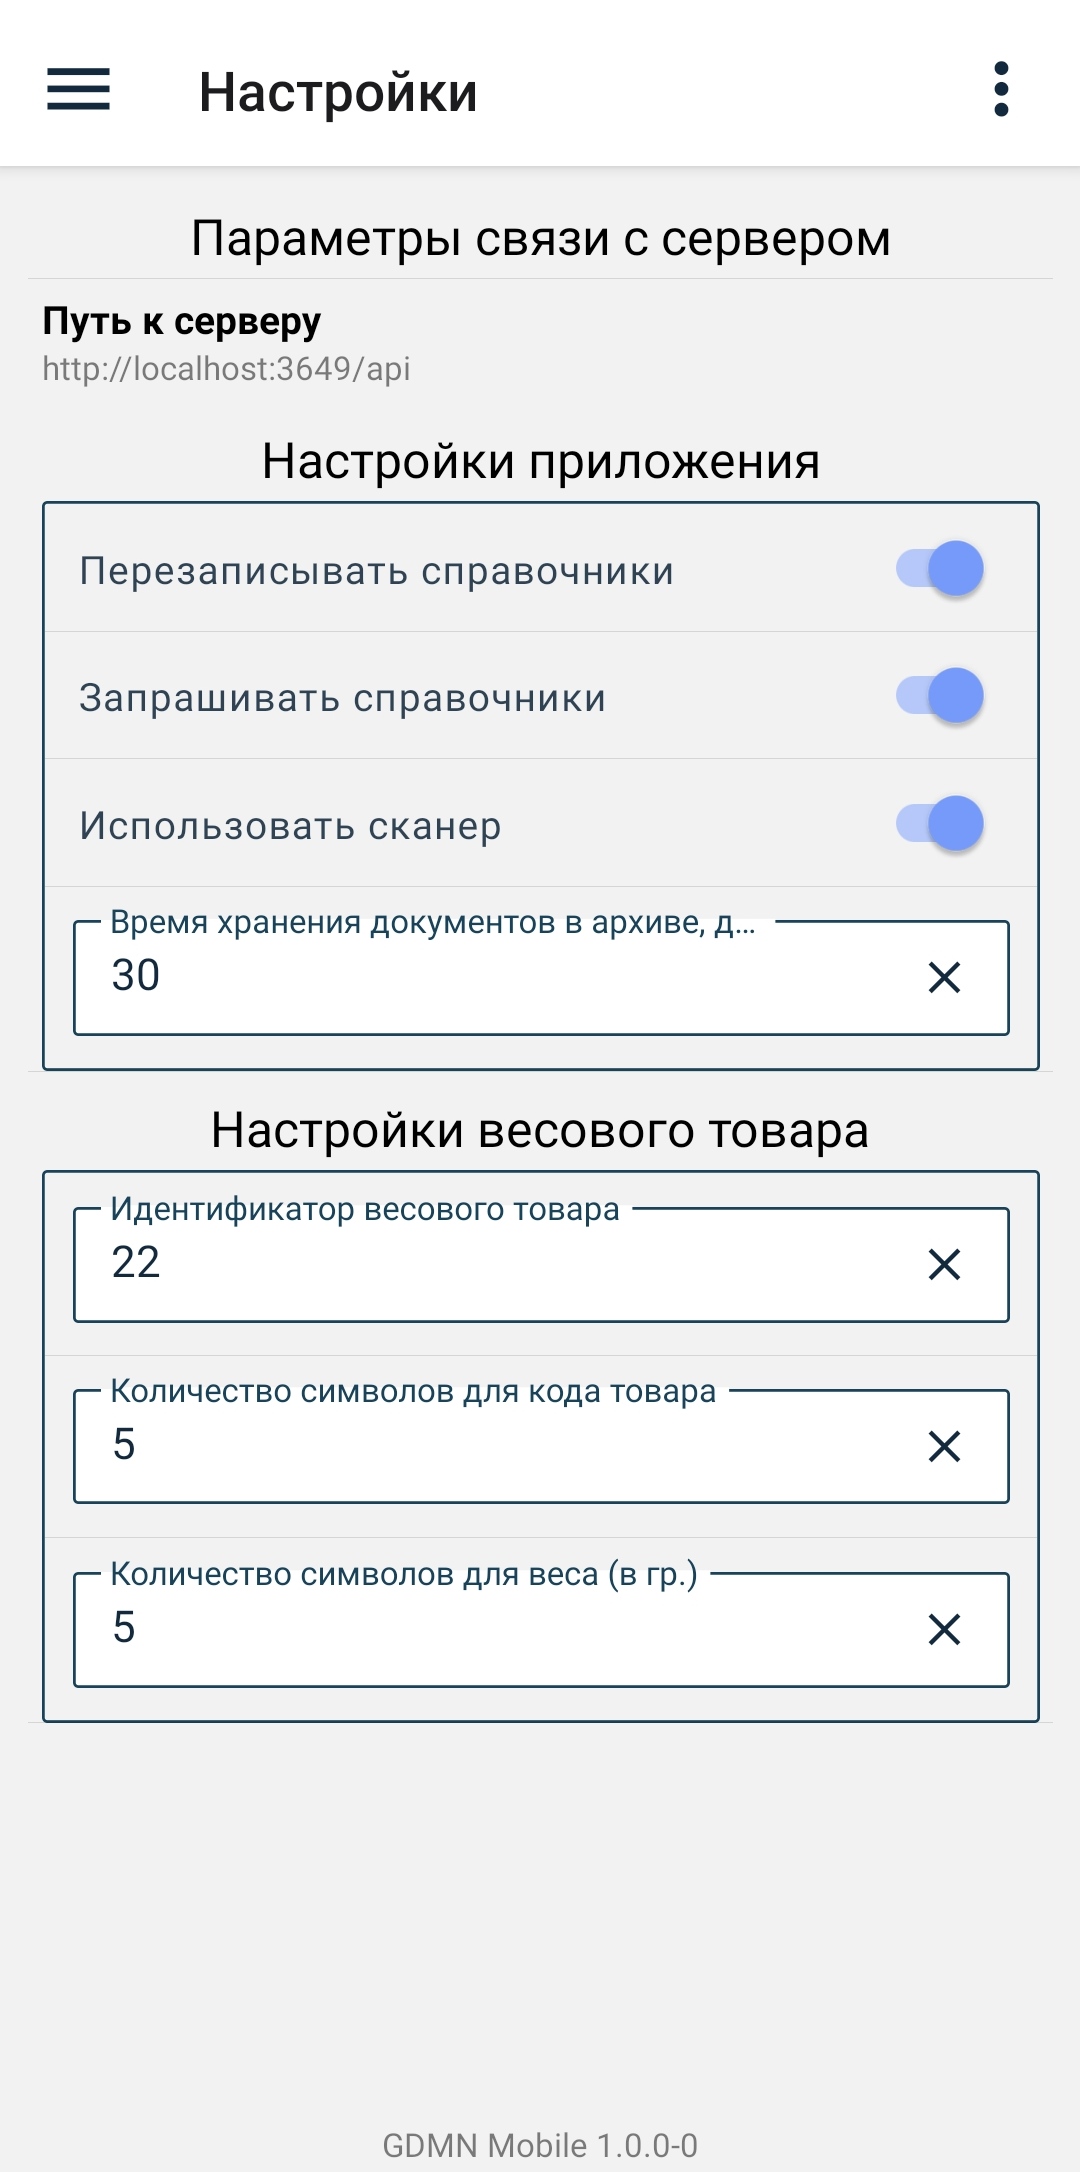 Настройки
Параметры связи с сервером
Путь к серверу
http://localhost:3649/api
Настройки приложения
Перезаписывать справочники
Запрашивать справочники
Использовать сканер
Время хранения документов в архиве, д...
30
Настройки весового товара
Идентификатор весового товара
22
Количество символов для кода товара
5
Количество символов для веса (в гр.)
5
GDMN Mobile 1.0.0-0